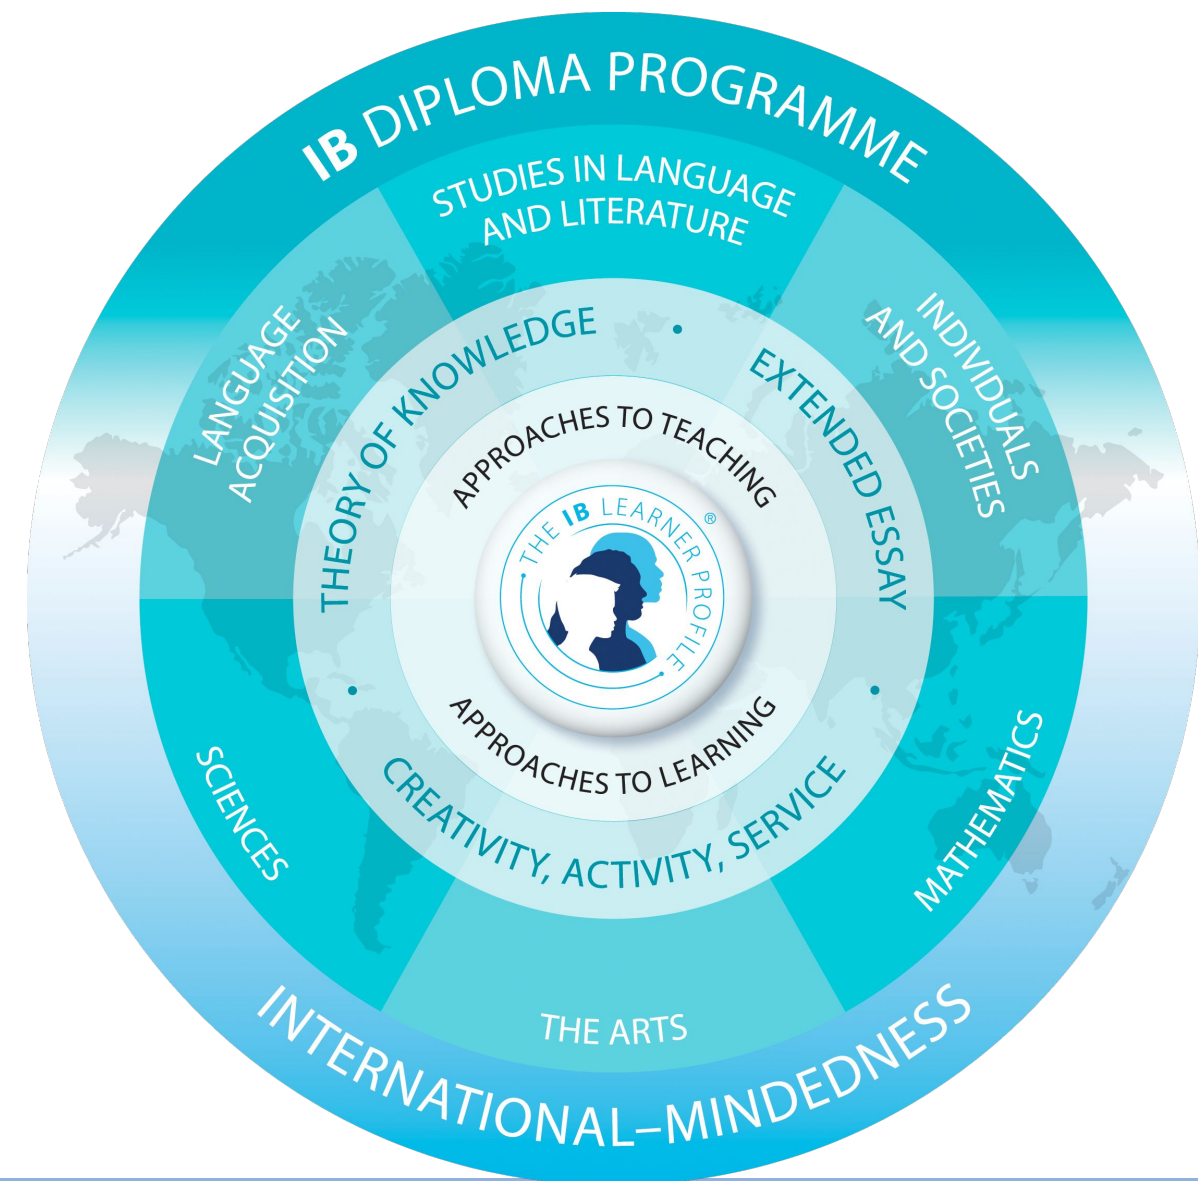 IB DIPLOMA PROGRAMME
STUDIES IN LANGUAGE
AND LITERATURE
LANGUAGE
ACQUISITION
INDIVIDUALS
AND SOCIETIES
THEORY OF KNOWLEDGE
EXTENDED ESSAY
APPROACHES TO TEACHING
THE IB LEARNER PROFILE ®
APPROACHES TO LEARNING
CREATIVITY, ACTIVITY, SERVICE
SCIENCES
MATHEMATICS
THE ARTS
INTERNATIONAL–MINDEDNESS